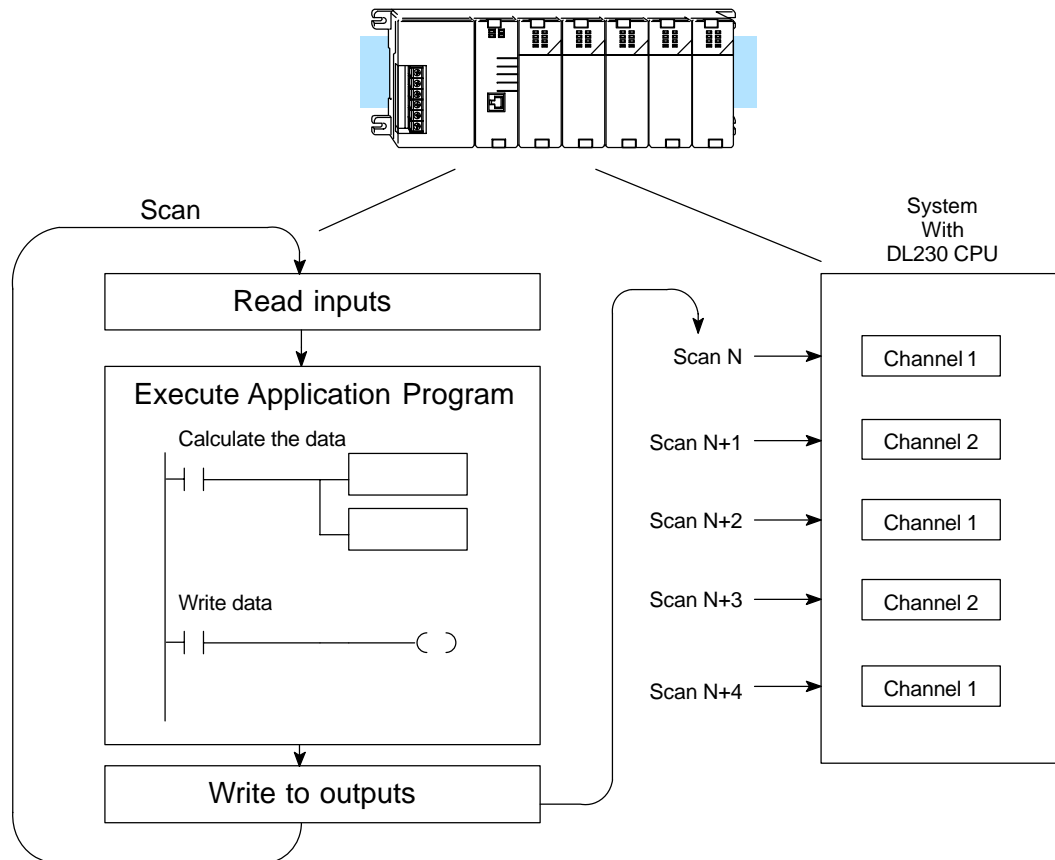 Scan
System
With
DL230 CPU
Read inputs
Execute Application Program
Calculate the data
Write data
Write to outputs
Scan N
Channel 1
Scan N+1
Channel 2
Scan N+2
Channel 1
Scan N+3
Channel 2
Scan N+4
Channel 1